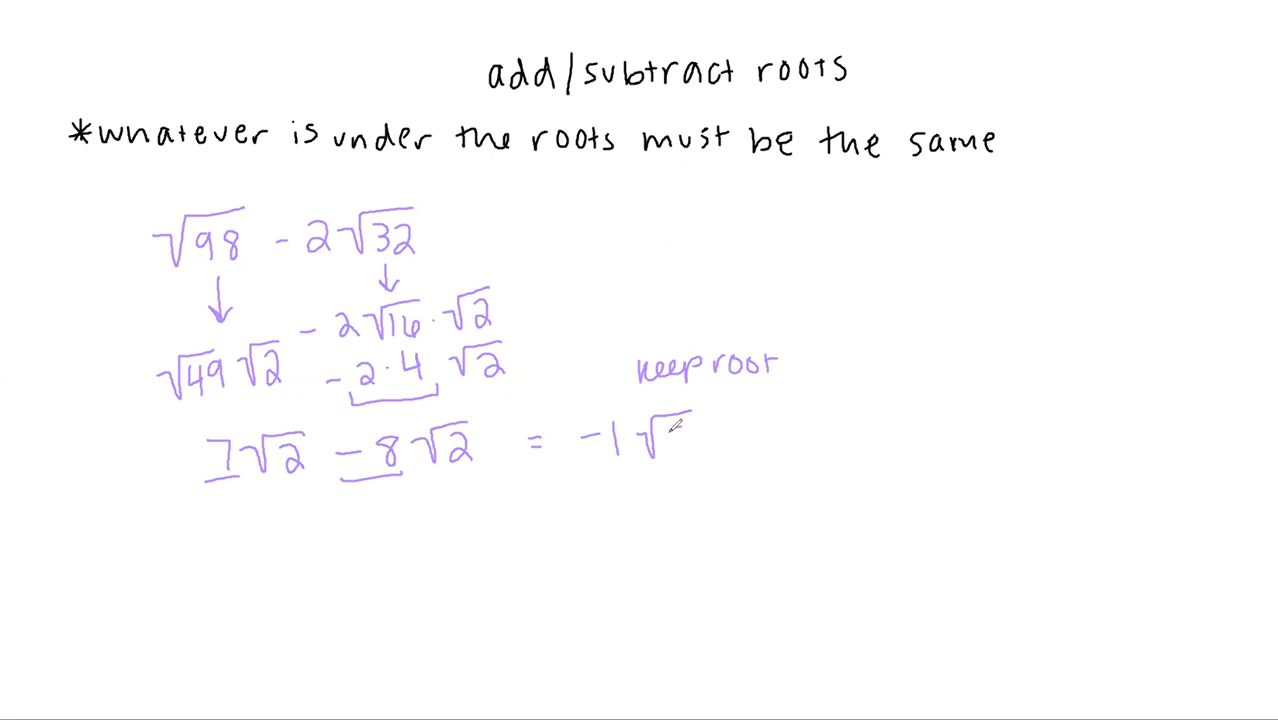 add/subtract roots
*whatever is under the roots must be the same
√98 - 2√32
↓ ↓
- 2√16 · √2
√49 √2 - 2·4 √2
keep root
7√2 - 8√2 = -1√